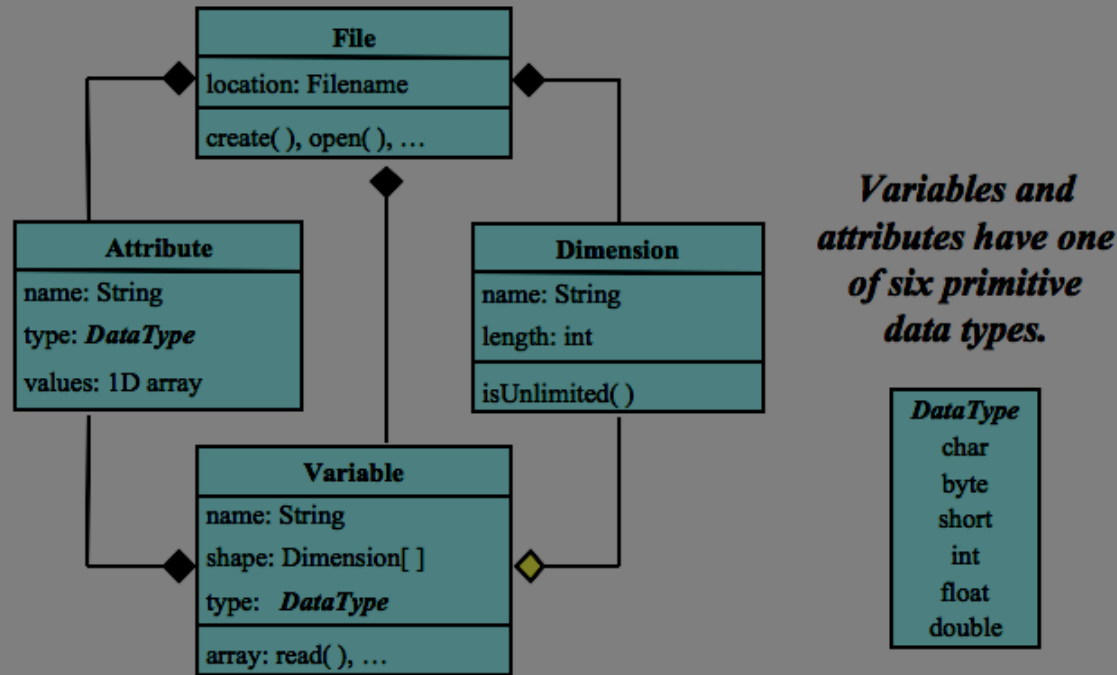 File
location: Filename
create( ), open( ), …
Attribute
name: String
type: DataType
values: 1D array
Dimension
name: String
length: int
isUnlimited( )
Variable
name: String
shape: Dimension[ ]
type: DataType
array: read( ), …
Variables and
attributes have one
of six primitive
data types.
DataType
char
byte
short
int
float
double